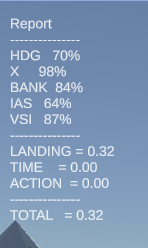 Report
---------------
HDG 70%
X 98%
BANK 84%
IAS 64%
VSI 87%
---------------
LANDING = 0.32
TIME = 0.00
ACTION = 0.00
---------------
TOTAL = 0.32